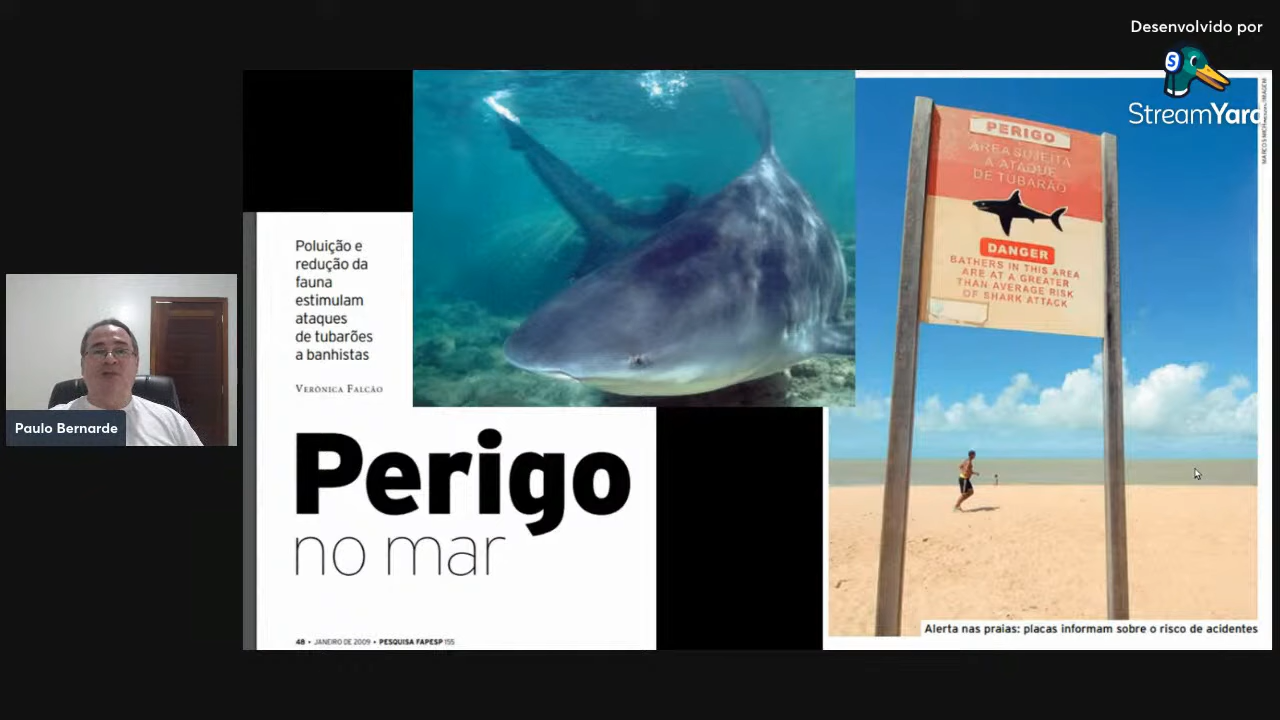 Desenvolvido por
StreamYard
Poluição e
redução da
fauna
estimulam
ataques
de tubarões
a banhistas
Verônica Falcão
Perigo
no mar
48 • JANEIRO DE 2009 • PESQUISA FAPESP 155
PERIGO
ÁREA SUJEITA
A ATAQUE
DE TUBARÃO
DANGER
BATHERS IN THIS AREA
ARE AT A GREATER
THAN AVERAGE RISK
OF SHARK ATTACK
Alerta nas praias: placas informam sobre o risco de acidentes
Paulo Bernarde